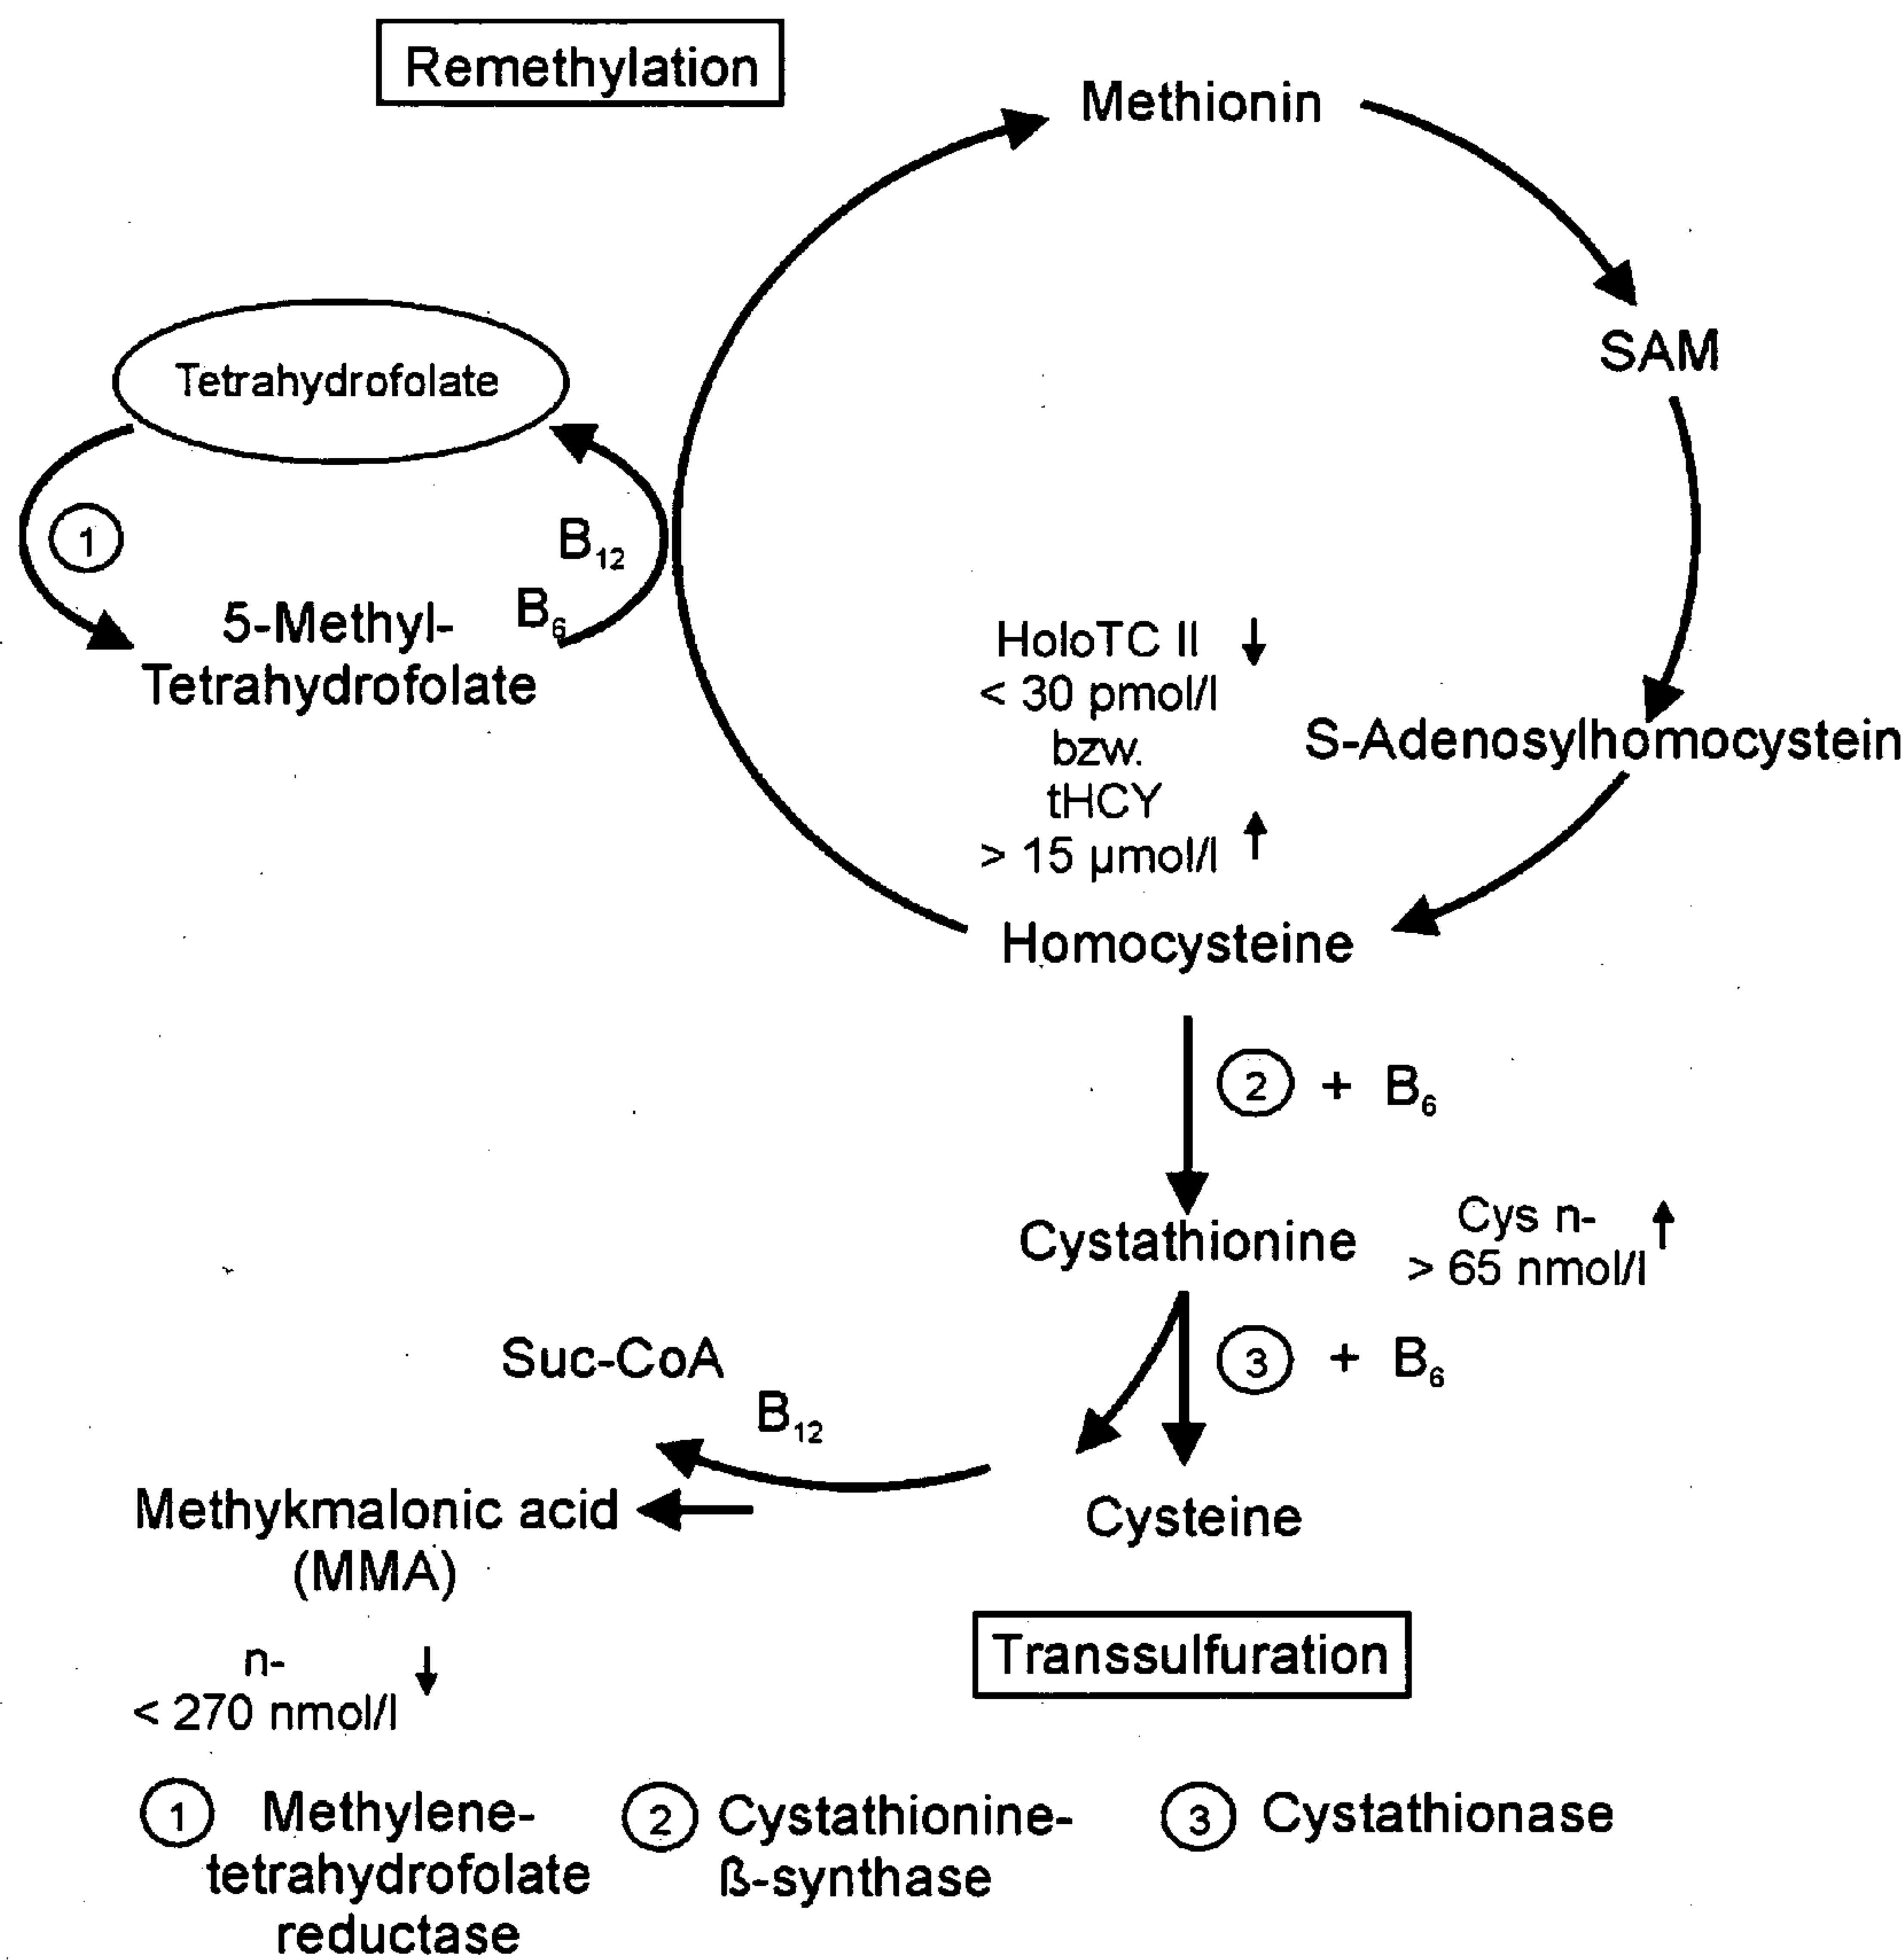 Remethylation
Methionin
SAM
Tetrahydrofolate
1
B12
B6
5-Methyl-
Tetrahydrofolate
HoloTC II ↓
< 30 pmol/l
bzw.
tHCY
> 15 µmol/l ↑
S-Adenosylhomocystein
Homocysteine
2 + B6
Cystathionine
Cys n- ↑
> 65 nmol/l
3 + B6
Suc-CoA
B12
Methykmalonic acid
(MMA)
Cysteine
n- ↓
< 270 nmol/l
Transsulfuration
1 Methylene-
tetrahydrofolate
reductase
2 Cystathionine-
ß-synthase
3 Cystathionase